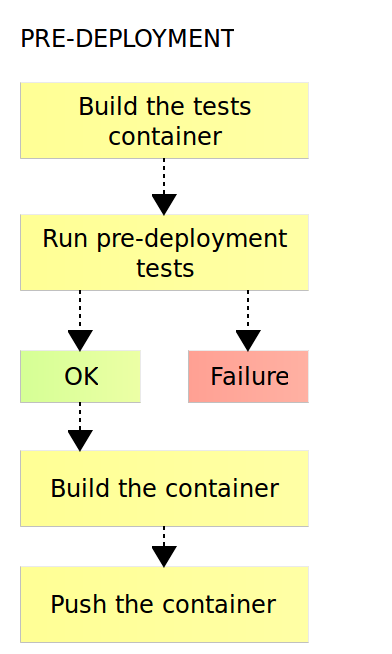 PRE-DEPLOYMENT
Build the tests
container
Run pre-deployment
tests
OK
Failure
Build the container
Push the container